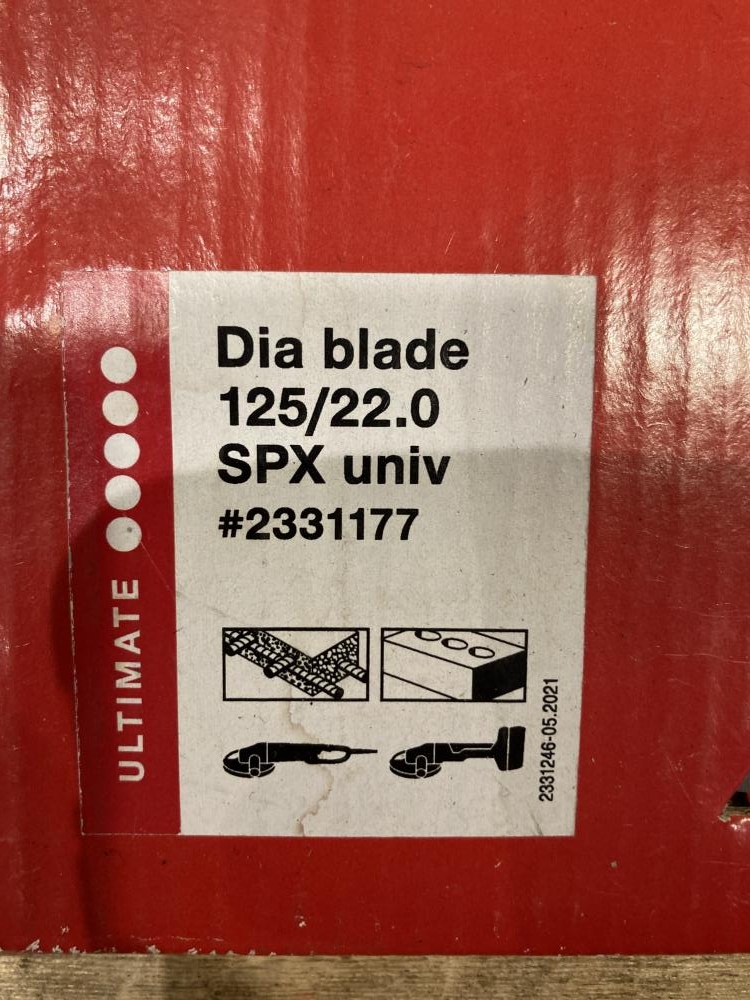 Dia blade
125/22.0
SPX univ
#2331177
ULTIMATE
2331246-05.2021